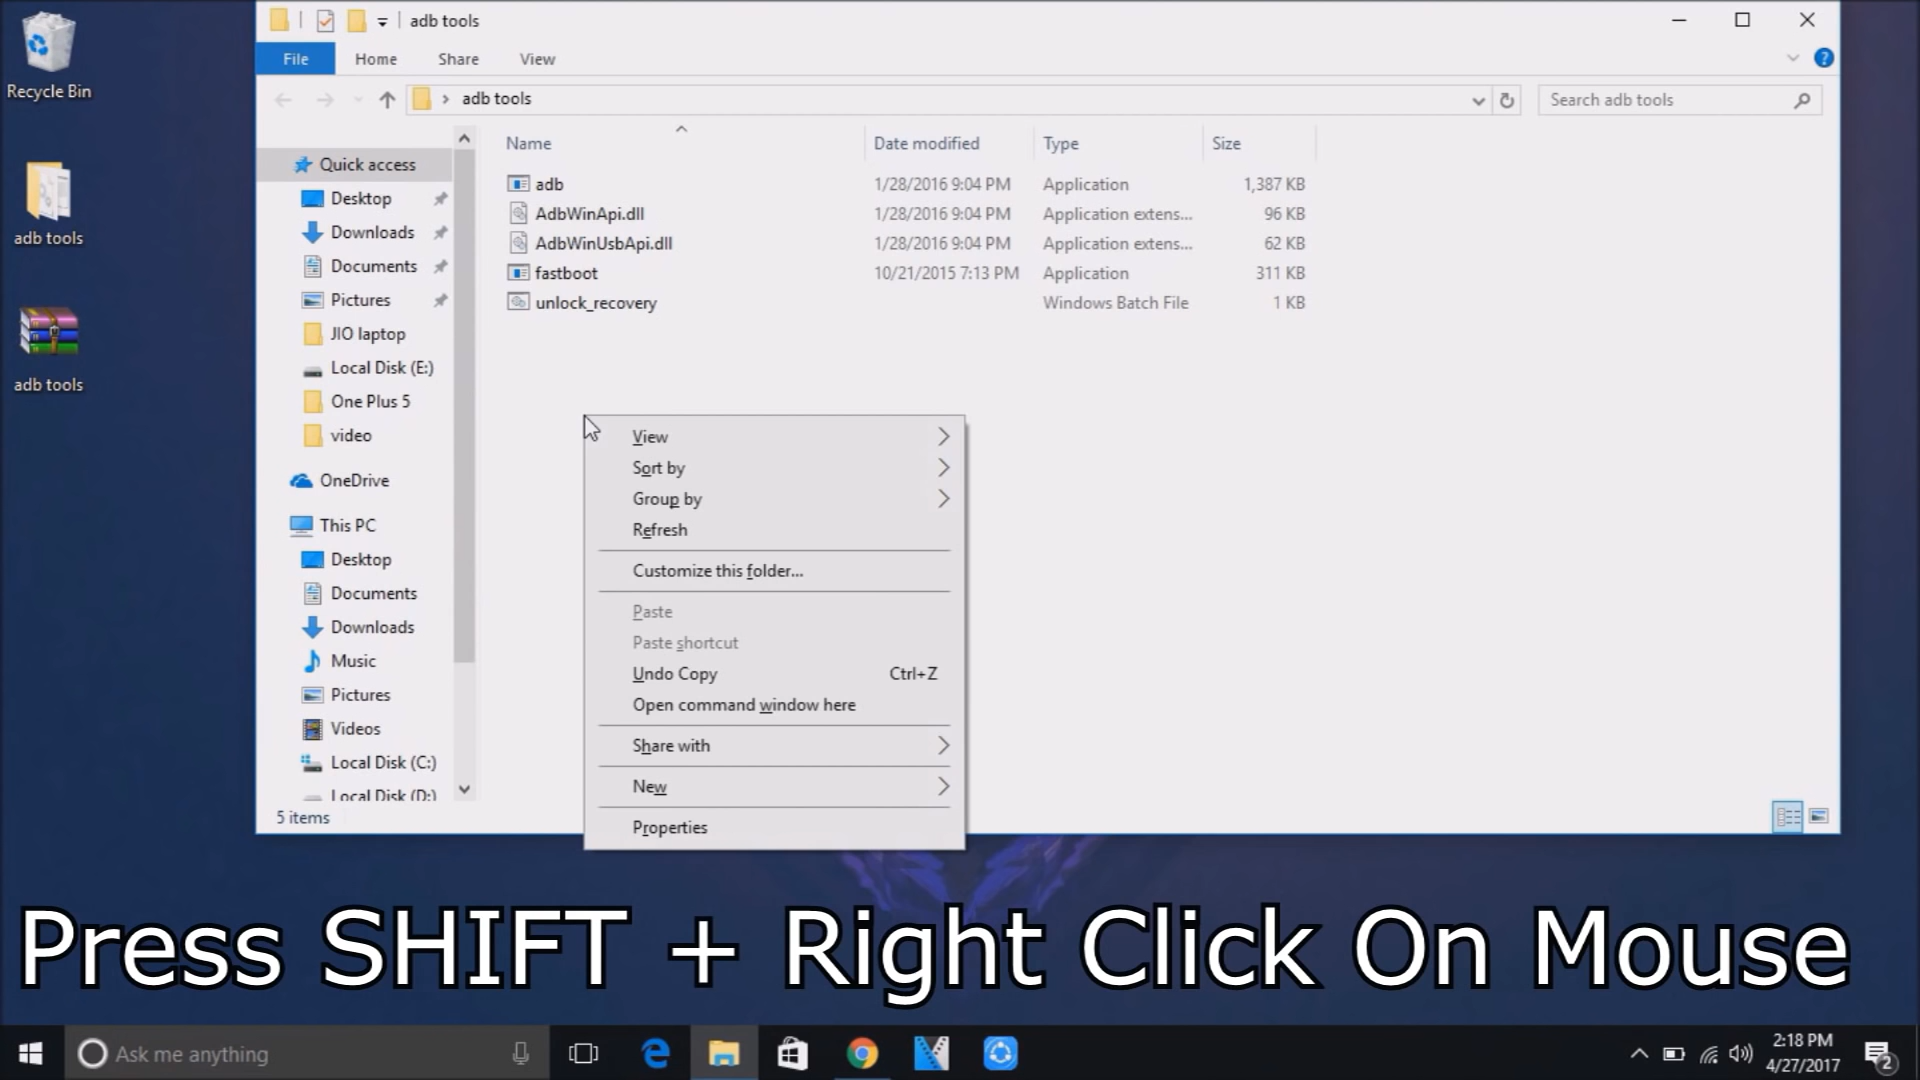 adb tools
File Home Share View
adb tools
Search adb tools
Recycle Bin
adb tools
adb tools
Name Date modified Type Size
adb 1/28/2016 9:04 PM Application 1,387 KB
AdbWinApi.dll 1/28/2016 9:04 PM Application extens... 96 KB
AdbWinUsbApi.dll 1/28/2016 9:04 PM Application extens... 62 KB
fastboot 10/21/2015 7:13 PM Application 311 KB
unlock_recovery Windows Batch File 1 KB
Quick access
Desktop
Downloads
Documents
Pictures
JIO laptop
Local Disk (E:)
One Plus 5
video
OneDrive
This PC
Desktop
Documents
Downloads
Music
Pictures
Videos
Local Disk (C:)
Local Disk (D:)
5 items
View
Sort by
Group by
Refresh
Customize this folder...
Paste
Paste shortcut
Undo Copy Ctrl+Z
Open command window here
Share with
New
Properties
Press SHIFT + Right Click On Mouse
Ask me anything
2:18 PM
4/27/2017
2